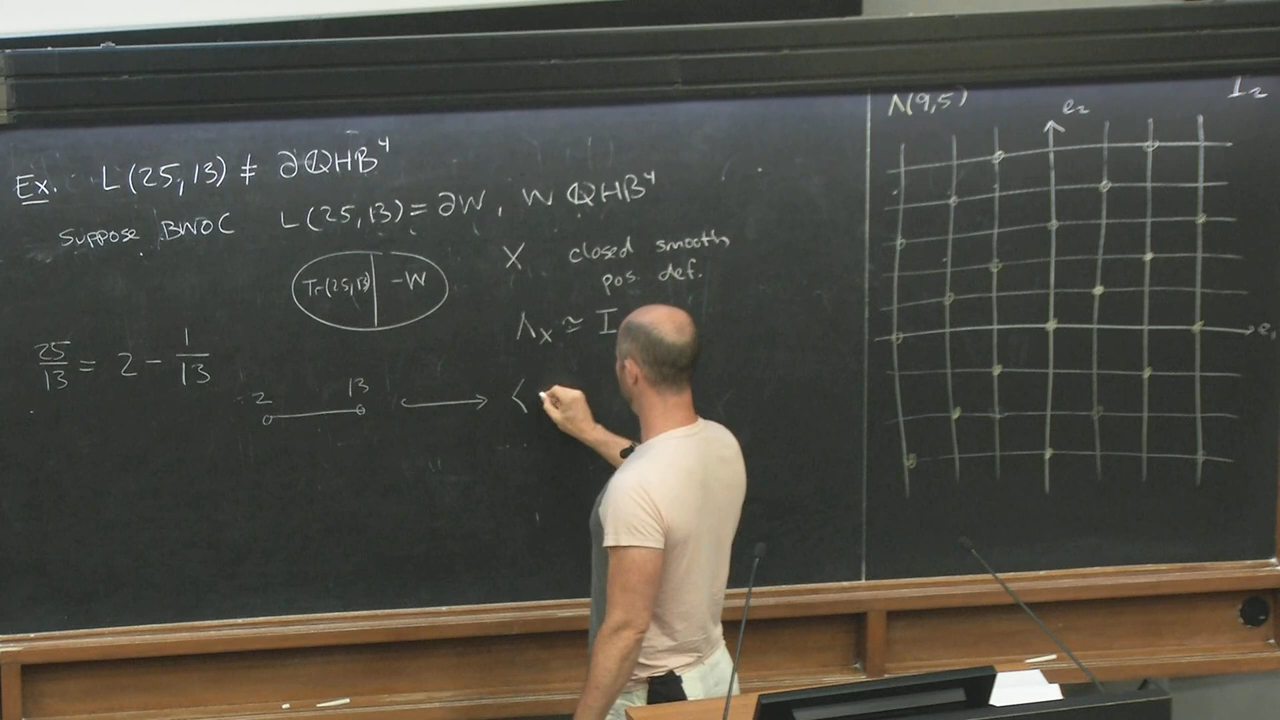 Ex. L(25,13) ≠ ∂QHB⁴
Suppose BWOC L(25,13) = ∂W, W QHB⁴
Tr(25,13) -W
X closed smooth
pos. def.
Λ_X ≃ I
25/13 = 2 - 1/13
2 13
⟷ ⟨
Λ(9,5)
I₂
e₂